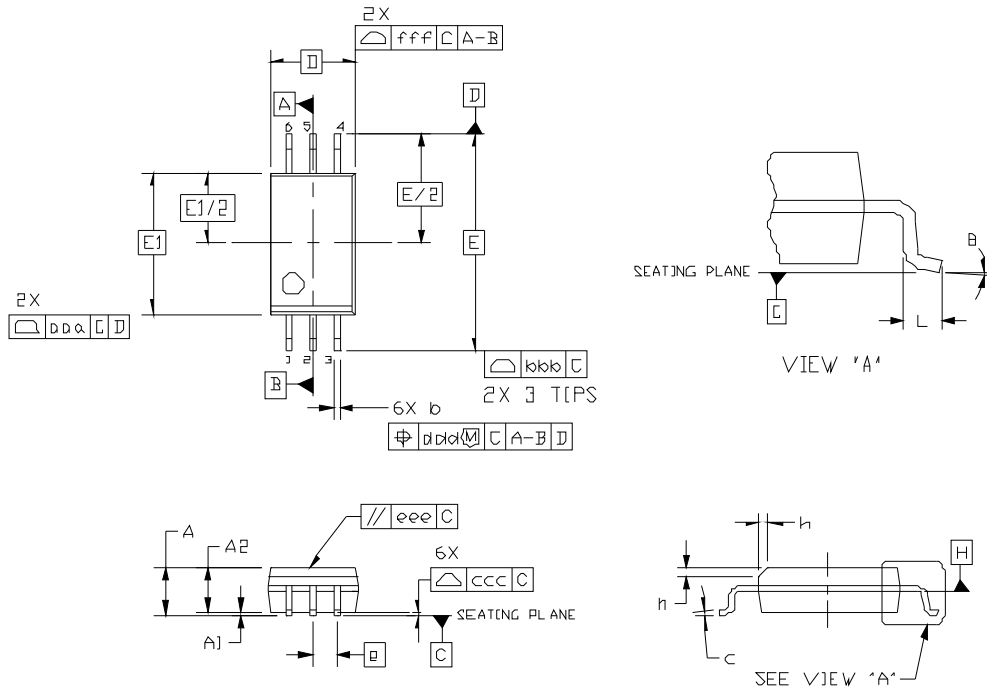 2X
fff C A-B
D
A
D
6 5 4
E1/2
E/2
E1
E
2X
C D
1 2 3
B
bbb C
2X 3 TIPS
6X b
ddd M C A-B D
SEATING PLANE
C
L
VIEW "A"
eee C
A
A2
6X
ccc C
SEATING PLANE
A1
e
C
h
H
h
c
SEE VIEW "A"